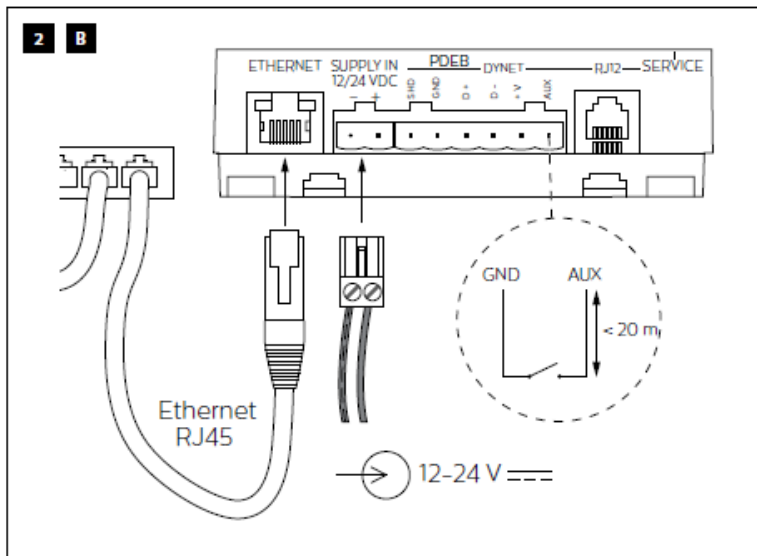 2 B
PDEB
ETHERNET SUPPLY IN DYNET RJ12 SERVICE
12/24 VDC
- + SHD GND D+ D- +V AUX
GND AUX
< 20 m
Ethernet
RJ45
12-24 V